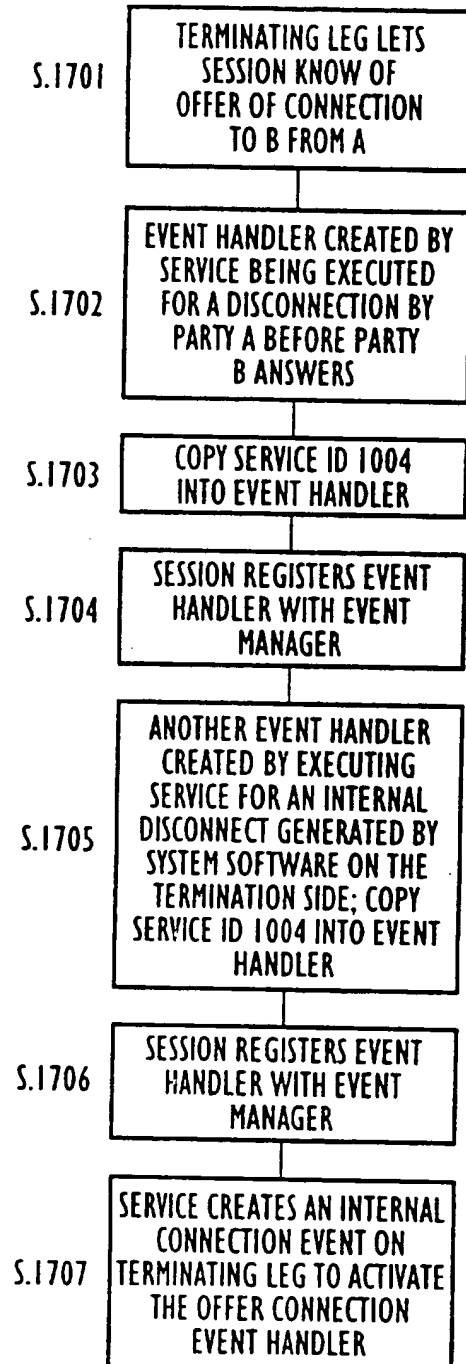 S.1701
TERMINATING LEG LETS
SESSION KNOW OF
OFFER OF CONNECTION
TO B FROM A
S.1702
EVENT HANDLER CREATED BY
SERVICE BEING EXECUTED
FOR A DISCONNECTION BY
PARTY A BEFORE PARTY
B ANSWERS
S.1703
COPY SERVICE ID 1004
INTO EVENT HANDLER
S.1704
SESSION REGISTERS EVENT
HANDLER WITH EVENT
MANAGER
S.1705
ANOTHER EVENT HANDLER
CREATED BY EXECUTING
SERVICE FOR AN INTERNAL
DISCONNECT GENERATED BY
SYSTEM SOFTWARE ON THE
TERMINATION SIDE; COPY
SERVICE ID 1004 INTO EVENT
HANDLER
S.1706
SESSION REGISTERS EVENT
HANDLER WITH EVENT
MANAGER
S.1707
SERVICE CREATES AN INTERNAL
CONNECTION EVENT ON
TERMINATING LEG TO ACTIVATE
THE OFFER CONNECTION
EVENT HANDLER